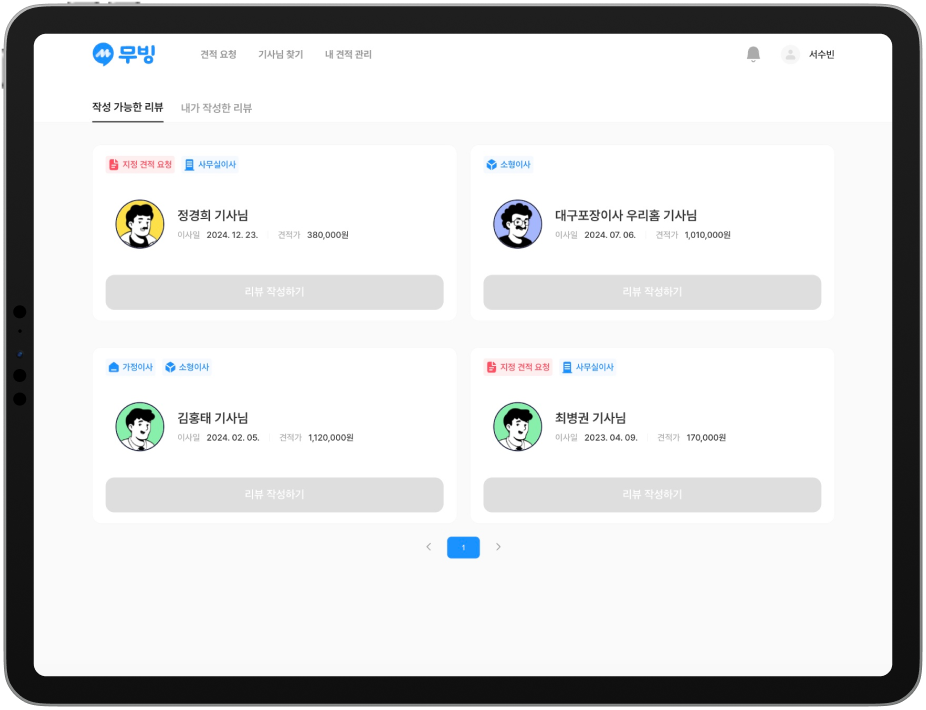 무빙 견적 요청 기사님 찾기 내 견적 관리 서수빈
작성 가능한 리뷰 내가 작성한 리뷰
지정 견적 요청 사무실이사
정경희 기사님
이사일 2024. 12. 23. 견적가 380,000원
리뷰 작성하기
소형이사
대구포장이사 우리홈 기사님
이사일 2024. 07. 06. 견적가 1,010,000원
리뷰 작성하기
가정이사 소형이사
김홍태 기사님
이사일 2024. 02. 05. 견적가 1,120,000원
리뷰 작성하기
지정 견적 요청 사무실이사
최병권 기사님
이사일 2023. 04. 09. 견적가 170,000원
리뷰 작성하기
1